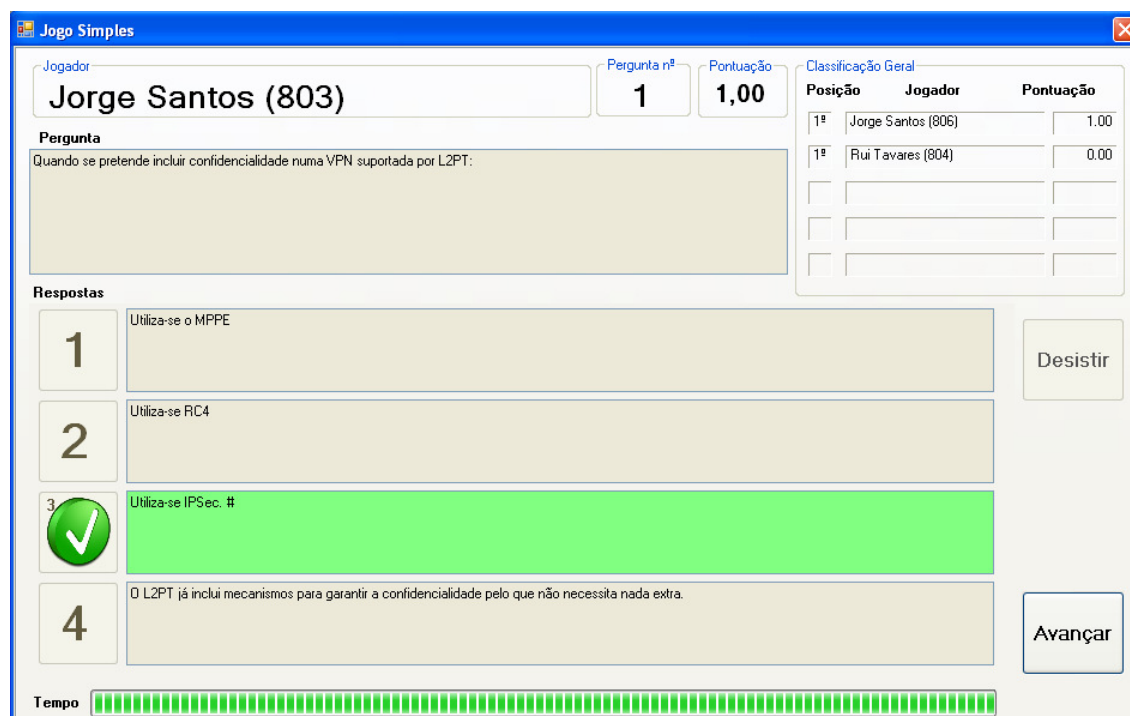 Jogo Simples
Jogador
Jorge Santos (803)
Pergunta nº
1
Pontuação
1,00
Classificação Geral
Posição Jogador Pontuação
1º Jorge Santos (806) 1.00
1º Rui Tavares (804) 0.00
Pergunta
Quando se pretende incluir confidencialidade numa VPN suportada por L2PT:
Respostas
1
Utiliza-se o MPPE
2
Utiliza-se RC4
3
Utiliza-se IPSec. #
4
O L2PT já inclui mecanismos para garantir a confidencialidade pelo que não necessita nada extra.
Desistir
Avançar
Tempo